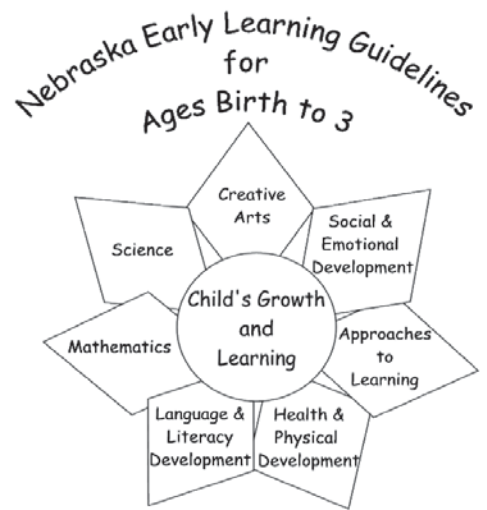 Nebraska Early Learning Guidelines
for
Ages Birth to 3
Creative
Arts
Social &
Emotional
Development
Science
Child's Growth
and
Learning
Approaches
to
Learning
Mathematics
Language &
Literacy
Development
Health &
Physical
Development